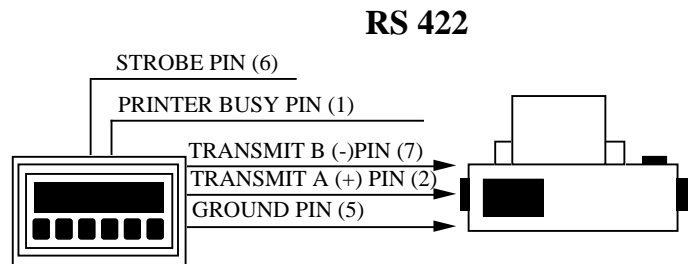 RS 422
STROBE PIN (6)
PRINTER BUSY PIN (1)
TRANSMIT B (-)PIN (7)
TRANSMIT A (+) PIN (2)
GROUND PIN (5)